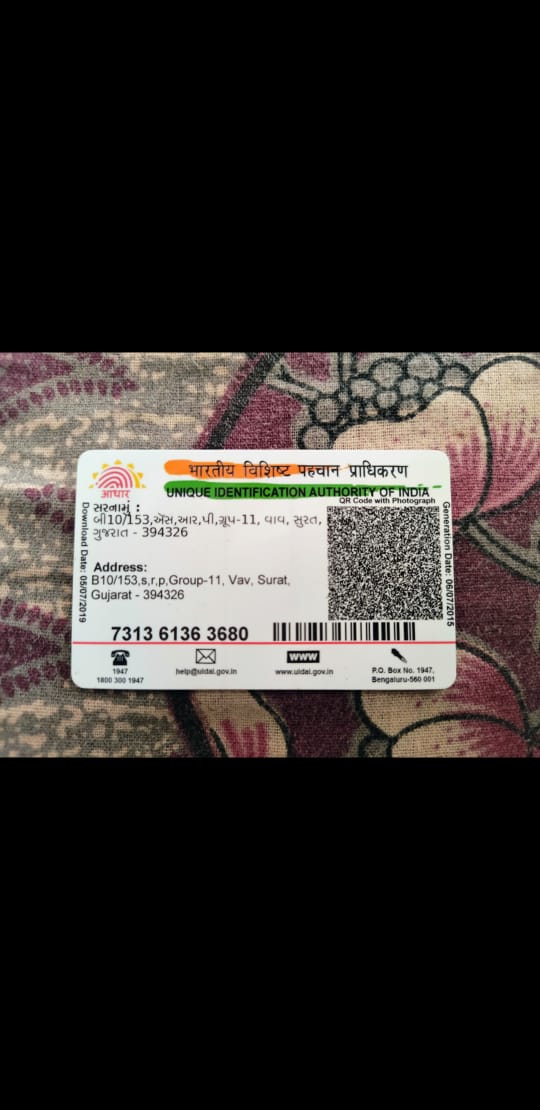 भारतीय विशिष्ट पहचान प्राधिकरण
UNIQUE IDENTIFICATION AUTHORITY OF INDIA
QR Code with Photograph
आधार
સરનામું :
બી10/153,એસ,આર,પી,ગ્રૂપ-11, વાવ, સુરત,
ગુજરાત - 394326
Address:
B10/153,s,r,p,Group-11, Vav, Surat,
Gujarat - 394326
Download Date: 05/07/2019
Generation Date: 06/07/2015
7313 6136 3680
1947
1800 300 1947
help@uidai.gov.in
WWW
www.uidai.gov.in
P.O. Box No. 1947,
Bengaluru-560 001